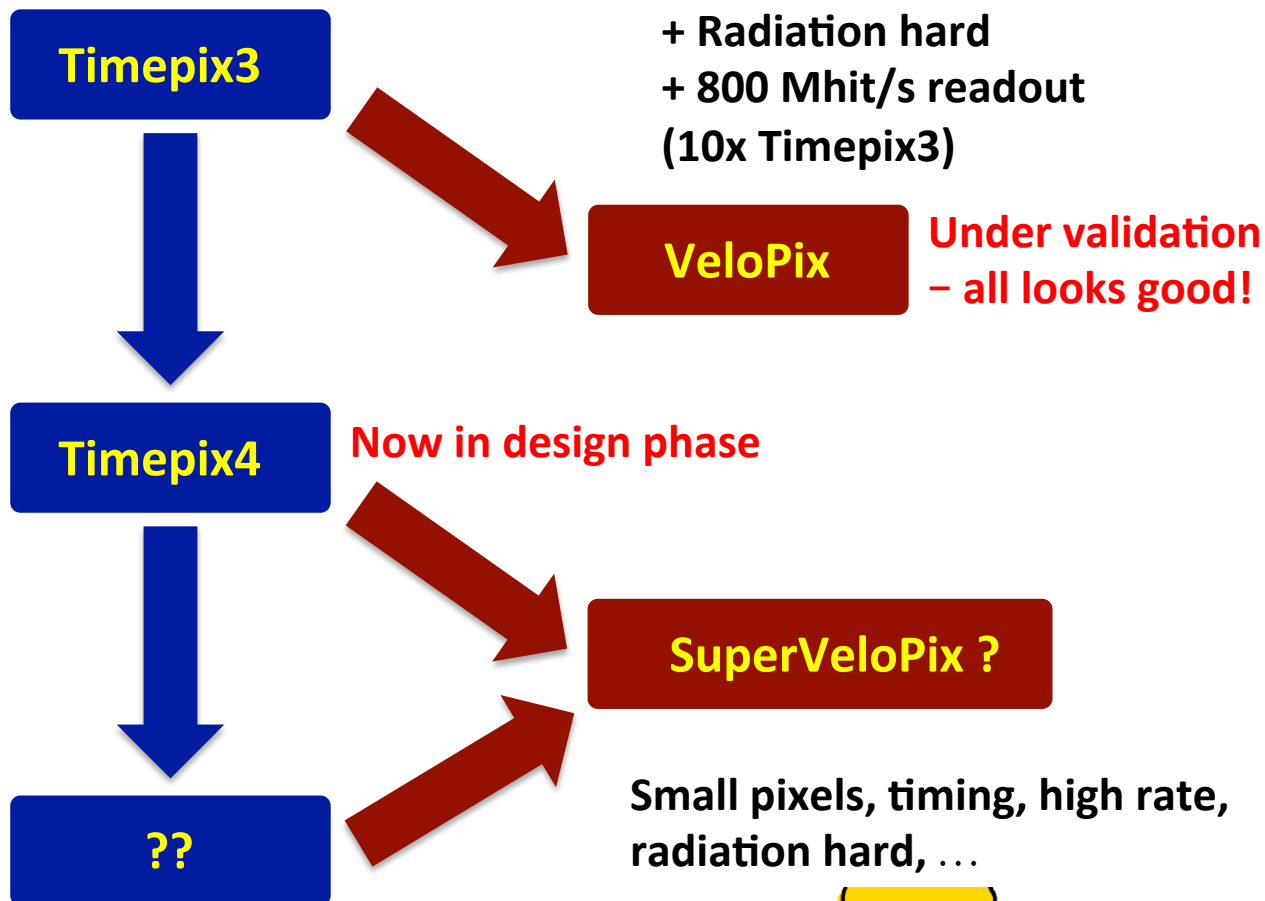 Timepix3
+ Radiation hard
+ 800 Mhit/s readout
(10x Timepix3)
VeloPix
Under validation
– all looks good!
Timepix4
Now in design phase
SuperVeloPix ?
Small pixels, timing, high rate,
radiation hard, …
??